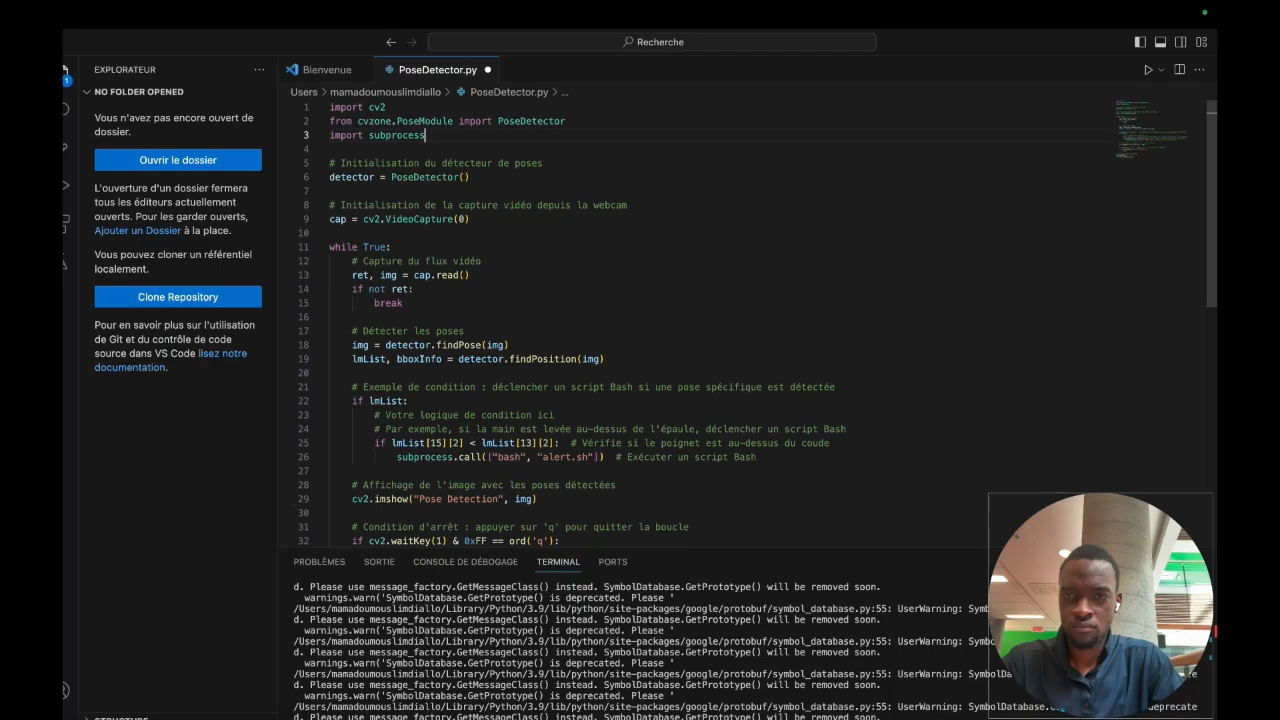 Recherche
EXPLORATEUR
NO FOLDER OPENED
Vous n'avez pas encore ouvert de
dossier.
Ouvrir le dossier
L'ouverture d'un dossier fermera
tous les éditeurs actuellement
ouverts. Pour les garder ouverts,
Ajouter un Dossier à la place.
Vous pouvez cloner un référentiel
localement.
Clone Repository
Pour en savoir plus sur l'utilisation
de Git et du contrôle de code
source dans VS Code lisez notre
documentation.
Bienvenue
PoseDetector.py
Users > mamadoumouslimdiallo > PoseDetector.py > ...
1 import cv2
2 from cvzone.PoseModule import PoseDetector
3 import subprocess
4
5 # Initialisation du détecteur de poses
6 detector = PoseDetector()
7
8 # Initialisation de la capture vidéo depuis la webcam
9 cap = cv2.VideoCapture(0)
10
11 while True:
12 # Capture du flux vidéo
13 ret, img = cap.read()
14 if not ret:
15 break
16
17 # Détecter les poses
18 img = detector.findPose(img)
19 lmList, bboxInfo = detector.findPosition(img)
20
21 # Exemple de condition : déclencher un script Bash si une pose spécifique est détectée
22 if lmList:
23 # Votre logique de condition ici
24 # Par exemple, si la main est levée au-dessus de l'épaule, déclencher un script Bash
25 if lmList[15][2] < lmList[13][2]: # Vérifie si le poignet est au-dessus du coude
26 subprocess.call(["bash", "alert.sh"]) # Exécuter un script Bash
27
28 # Affichage de l'image avec les poses détectées
29 cv2.imshow("Pose Detection", img)
30
31 # Condition d'arrêt : appuyer sur 'q' pour quitter la boucle
32 if cv2.waitKey(1) & 0xFF == ord('q'):
PROBLÈMES SORTIE CONSOLE DE DÉBOGAGE TERMINAL PORTS
d. Please use message_factory.GetMessageClass() instead. SymbolDatabase.GetPrototype() will be removed soon.
warnings.warn('SymbolDatabase.GetPrototype() is deprecated. Please '
/Users/mamadoumouslimdiallo/Library/Python/3.9/lib/python/site-packages/google/protobuf/symbol_database.py:55: UserWarning: Symb
d. Please use message_factory.GetMessageClass() instead. SymbolDatabase.GetPrototype() will be removed soon.
warnings.warn('SymbolDatabase.GetPrototype() is deprecated. Please '
/Users/mamadoumouslimdiallo/Library/Python/3.9/lib/python/site-packages/google/protobuf/symbol_database.py:55: UserWarning: Symb
d. Please use message_factory.GetMessageClass() instead. SymbolDatabase.GetPrototype() will be removed soon.
warnings.warn('SymbolDatabase.GetPrototype() is deprecated. Please '
/Users/mamadoumouslimdiallo/Library/Python/3.9/lib/python/site-packages/google/protobuf/symbol_database.py:55: UserWarning: Symb
d. Please use message_factory.GetMessageClass() instead. SymbolDatabase.GetPrototype() will be removed soon.
warnings.warn('SymbolDatabase.GetPrototype() is deprecated. Please '
/Users/mamadoumouslimdiallo/Library/Python/3.9/lib/python/site-packages/google/protobuf/symbol_database.py:55: UserWarning: deprecate
d. Please use message_factory.GetMessageClass() instead. SymbolDatabase.GetPrototype() will be removed soon.